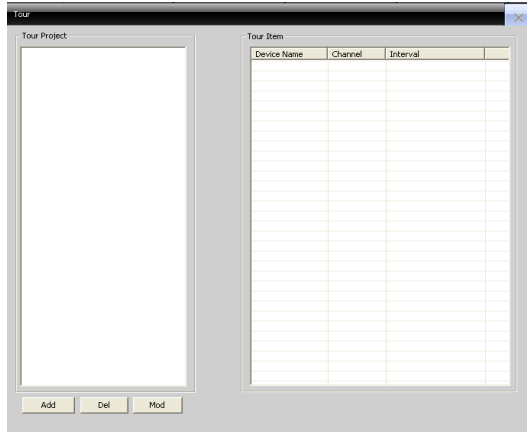 Tour
Tour Project
Tour Item
Device Name Channel Interval
Add Del Mod